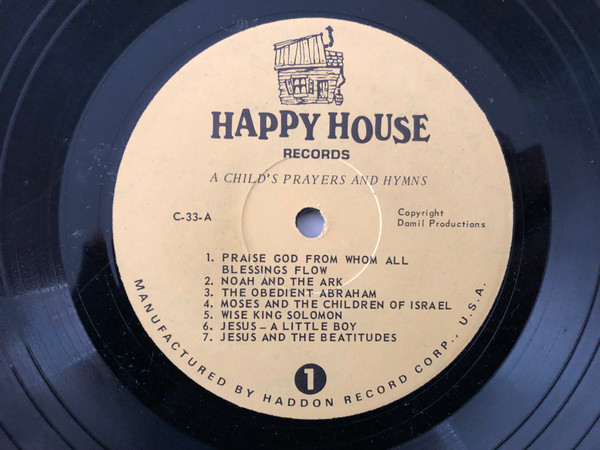 HAPPY HOUSE
RECORDS
A CHILD'S PRAYERS AND HYMNS
C-33-A
Copyright
Damil Productions
1. PRAISE GOD FROM WHOM ALL
BLESSINGS FLOW
2. NOAH AND THE ARK
3. THE OBEDIENT ABRAHAM
4. MOSES AND THE CHILDREN OF ISRAEL
5. WISE KING SOLOMON
6. JESUS – A LITTLE BOY
7. JESUS AND THE BEATITUDES
1
MANUFACTURED BY HADDON RECORD CORP., U.S.A.